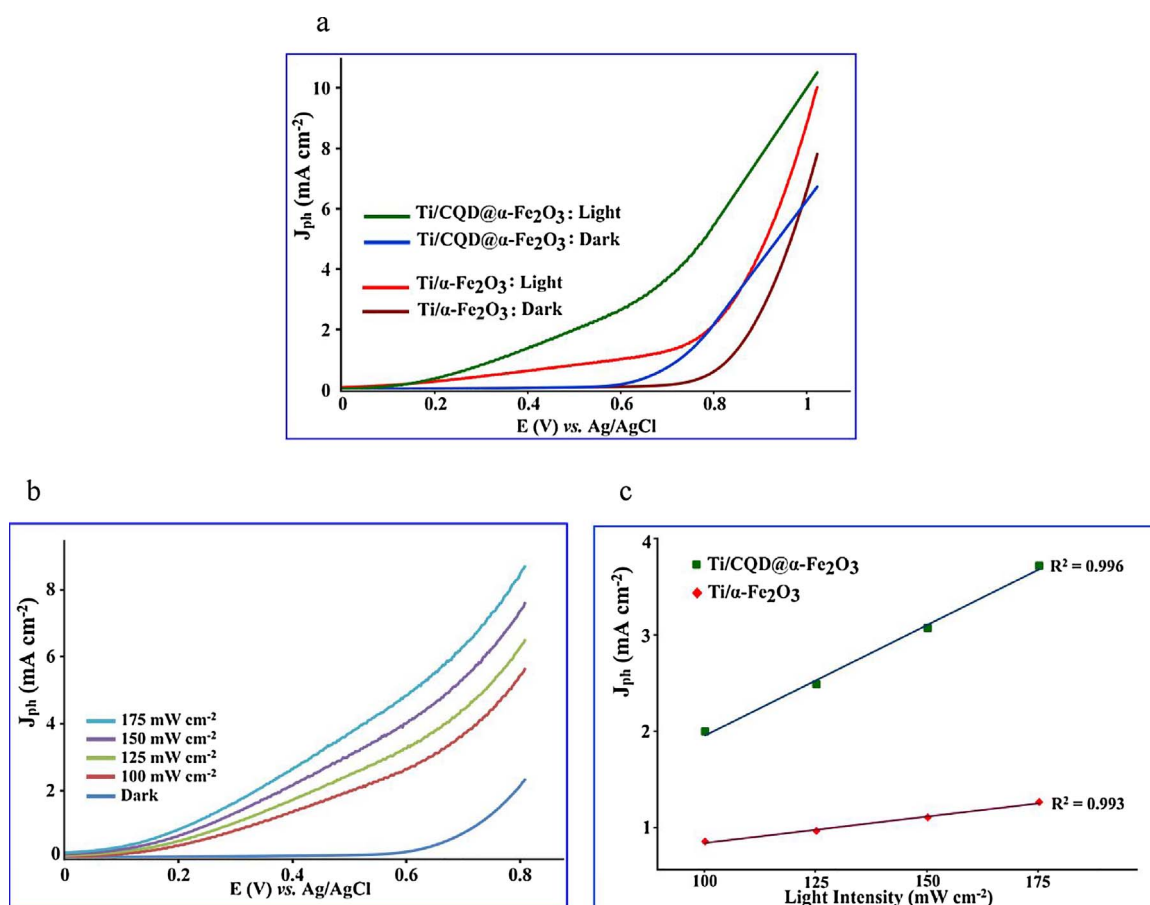 a
J_ph (mA cm⁻²)
10
8
6
4
2
0
Ti/CQD@α-Fe₂O₃: Light
Ti/CQD@α-Fe₂O₃: Dark
Ti/α-Fe₂O₃: Light
Ti/α-Fe₂O₃: Dark
0 0.2 0.4 0.6 0.8 1
E (V) vs. Ag/AgCl
b
J_ph (mA cm⁻²)
8
6
4
2
0
175 mW cm⁻²
150 mW cm⁻²
125 mW cm⁻²
100 mW cm⁻²
Dark
0 0.2 0.4 0.6 0.8
E (V) vs. Ag/AgCl
c
J_ph (mA cm⁻²)
4
3
2
1
Ti/CQD@α-Fe₂O₃
Ti/α-Fe₂O₃
R² = 0.996
R² = 0.993
100 125 150 175
Light Intensity (mW cm⁻²)